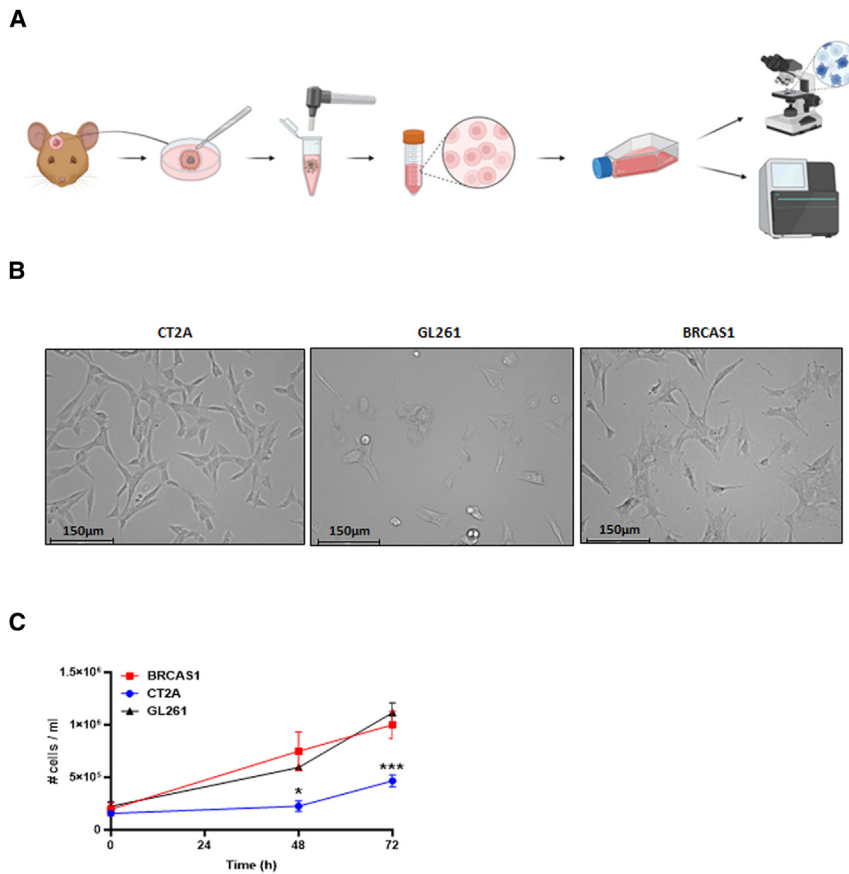 A
B
CT2A GL261 BRCAS1
150µm 150µm 150µm
C
1.5×10⁶
1×10⁶
5×10⁵
0
# cells / ml
BRCAS1
CT2A
GL261
*
***
0 24 48 72
Time (h)